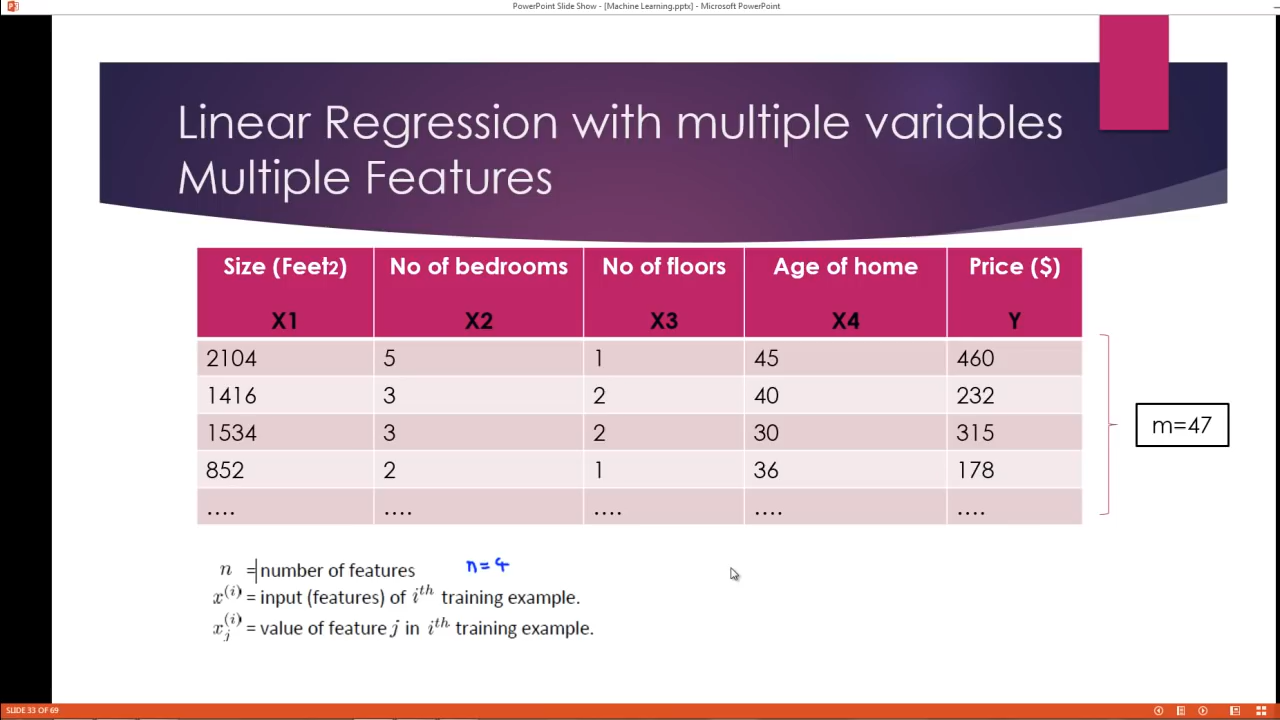 PowerPoint Slide Show - [Machine Learning.pptx] - Microsoft PowerPoint
Linear Regression with multiple variables
Multiple Features
Size (Feet2) No of bedrooms No of floors Age of home Price ($)
X1 X2 X3 X4 Y
2104 5 1 45 460
1416 3 2 40 232
1534 3 2 30 315
852 2 1 36 178
.... .... .... .... ....
m=47
n = number of features n=4
x^(i) = input (features) of i^th training example.
x_j^(i) = value of feature j in i^th training example.
SLIDE 33 OF 69